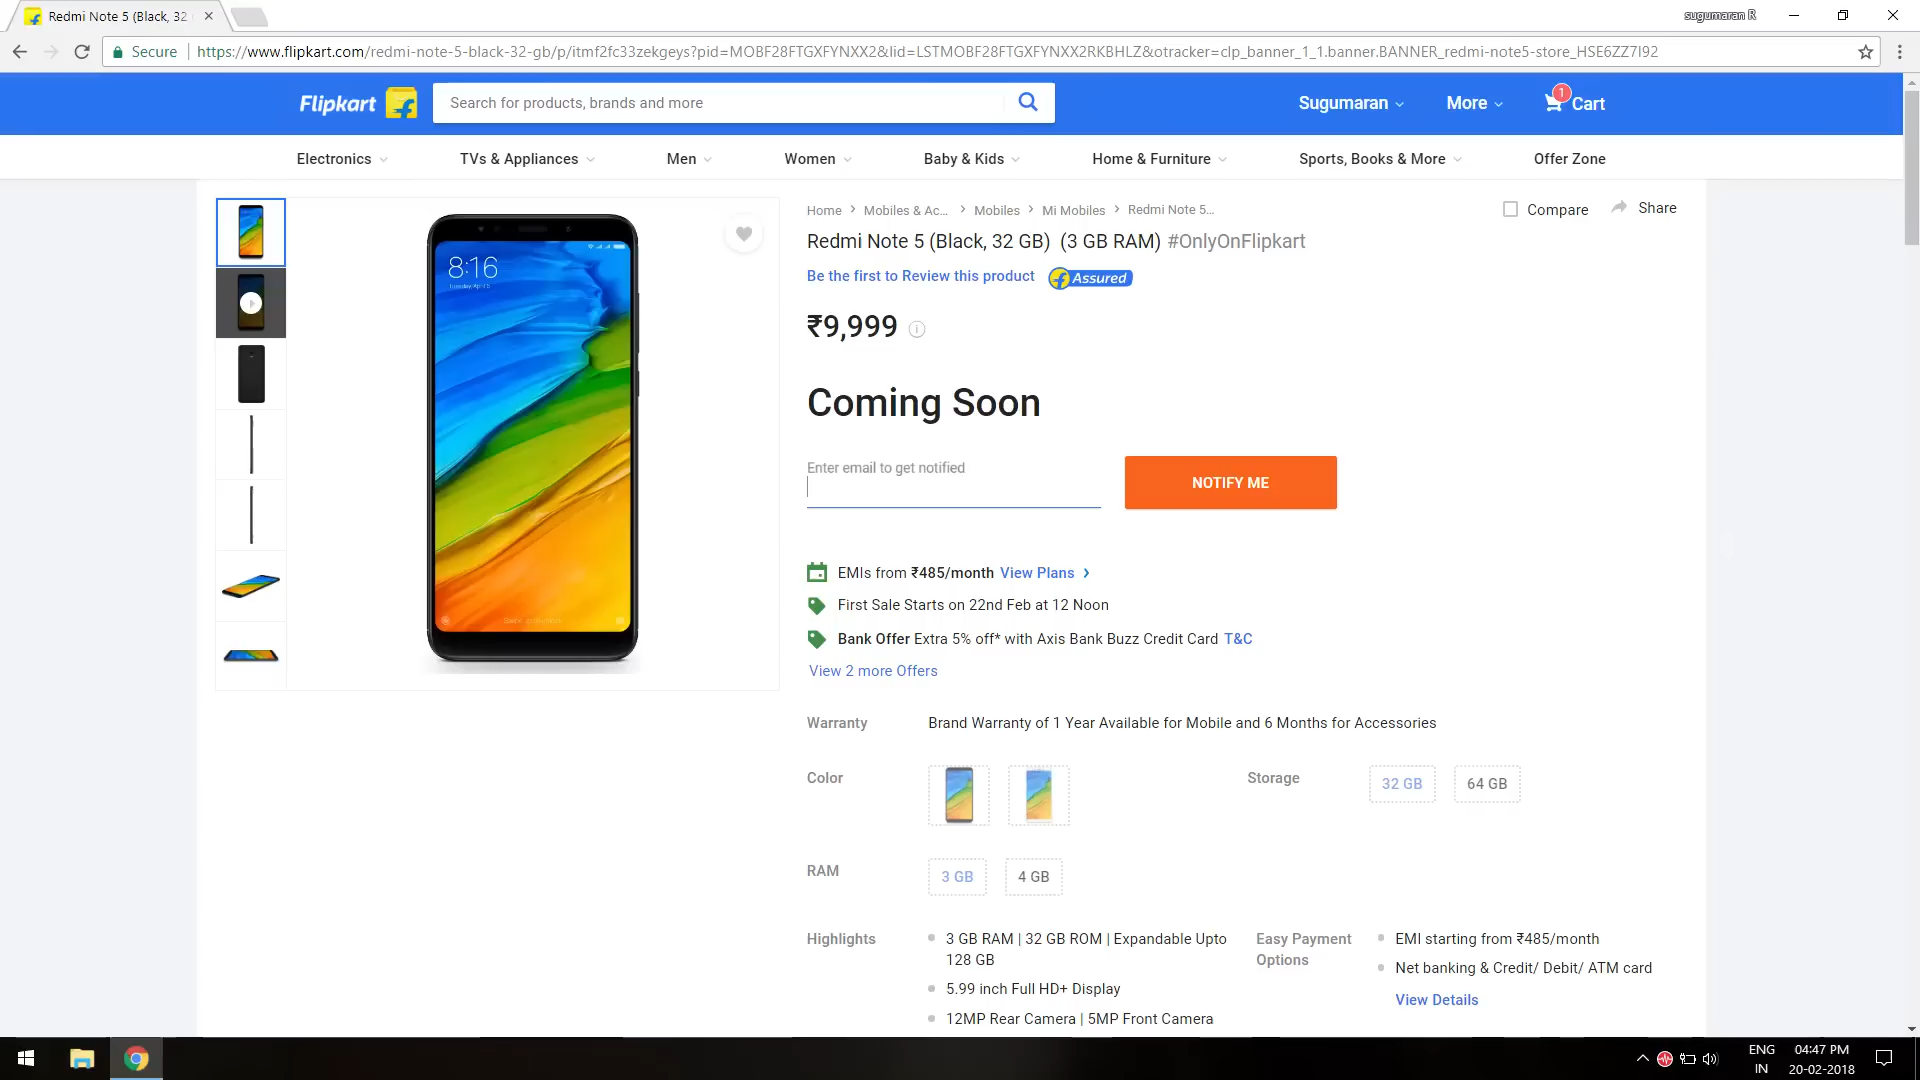 Redmi Note 5 (Black, 32
sugumaran R
Secure
https://www.flipkart.com/redmi-note-5-black-32-gb/p/itmf2fc33zekgeys?pid=MOBF28FTGXFYNXX2&lid=LSTMOBF28FTGXFYNXX2RKBHLZ&otracker=clp_banner_1_1.banner.BANNER_redmi-note5-store_HSE6ZZ7I92
Flipkart
Search for products, brands and more
Sugumaran
More
1
Cart
Electronics
TVs & Appliances
Men
Women
Baby & Kids
Home & Furniture
Sports, Books & More
Offer Zone
8:16
Home > Mobiles & Ac... > Mobiles > Mi Mobiles > Redmi Note 5...
Compare
Share
Redmi Note 5 (Black, 32 GB) (3 GB RAM) #OnlyOnFlipkart
Be the first to Review this product
Assured
₹9,999
Coming Soon
Enter email to get notified
NOTIFY ME
EMIs from ₹485/month View Plans >
First Sale Starts on 22nd Feb at 12 Noon
Bank Offer Extra 5% off* with Axis Bank Buzz Credit Card T&C
View 2 more Offers
Warranty
Brand Warranty of 1 Year Available for Mobile and 6 Months for Accessories
Color
Storage
32 GB
64 GB
RAM
3 GB
4 GB
Highlights
3 GB RAM | 32 GB ROM | Expandable Upto
128 GB
5.99 inch Full HD+ Display
12MP Rear Camera | 5MP Front Camera
Easy Payment
Options
EMI starting from ₹485/month
Net banking & Credit/ Debit/ ATM card
View Details
ENG
IN
04:47 PM
20-02-2018